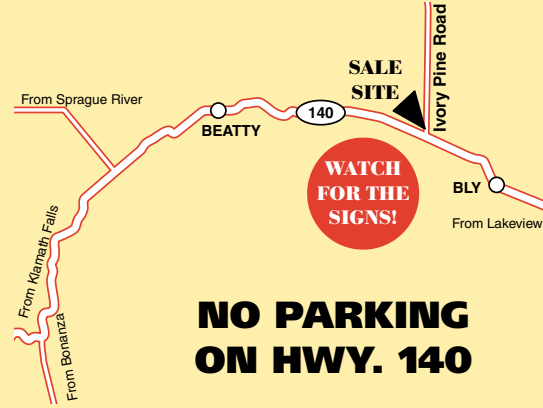 Ivory Pine Road
SALE
SITE
From Sprague River
140
BEATTY
WATCH
FOR THE
SIGNS!
BLY
From Lakeview
From Klamath Falls
From Bonanza
NO PARKING
ON HWY. 140